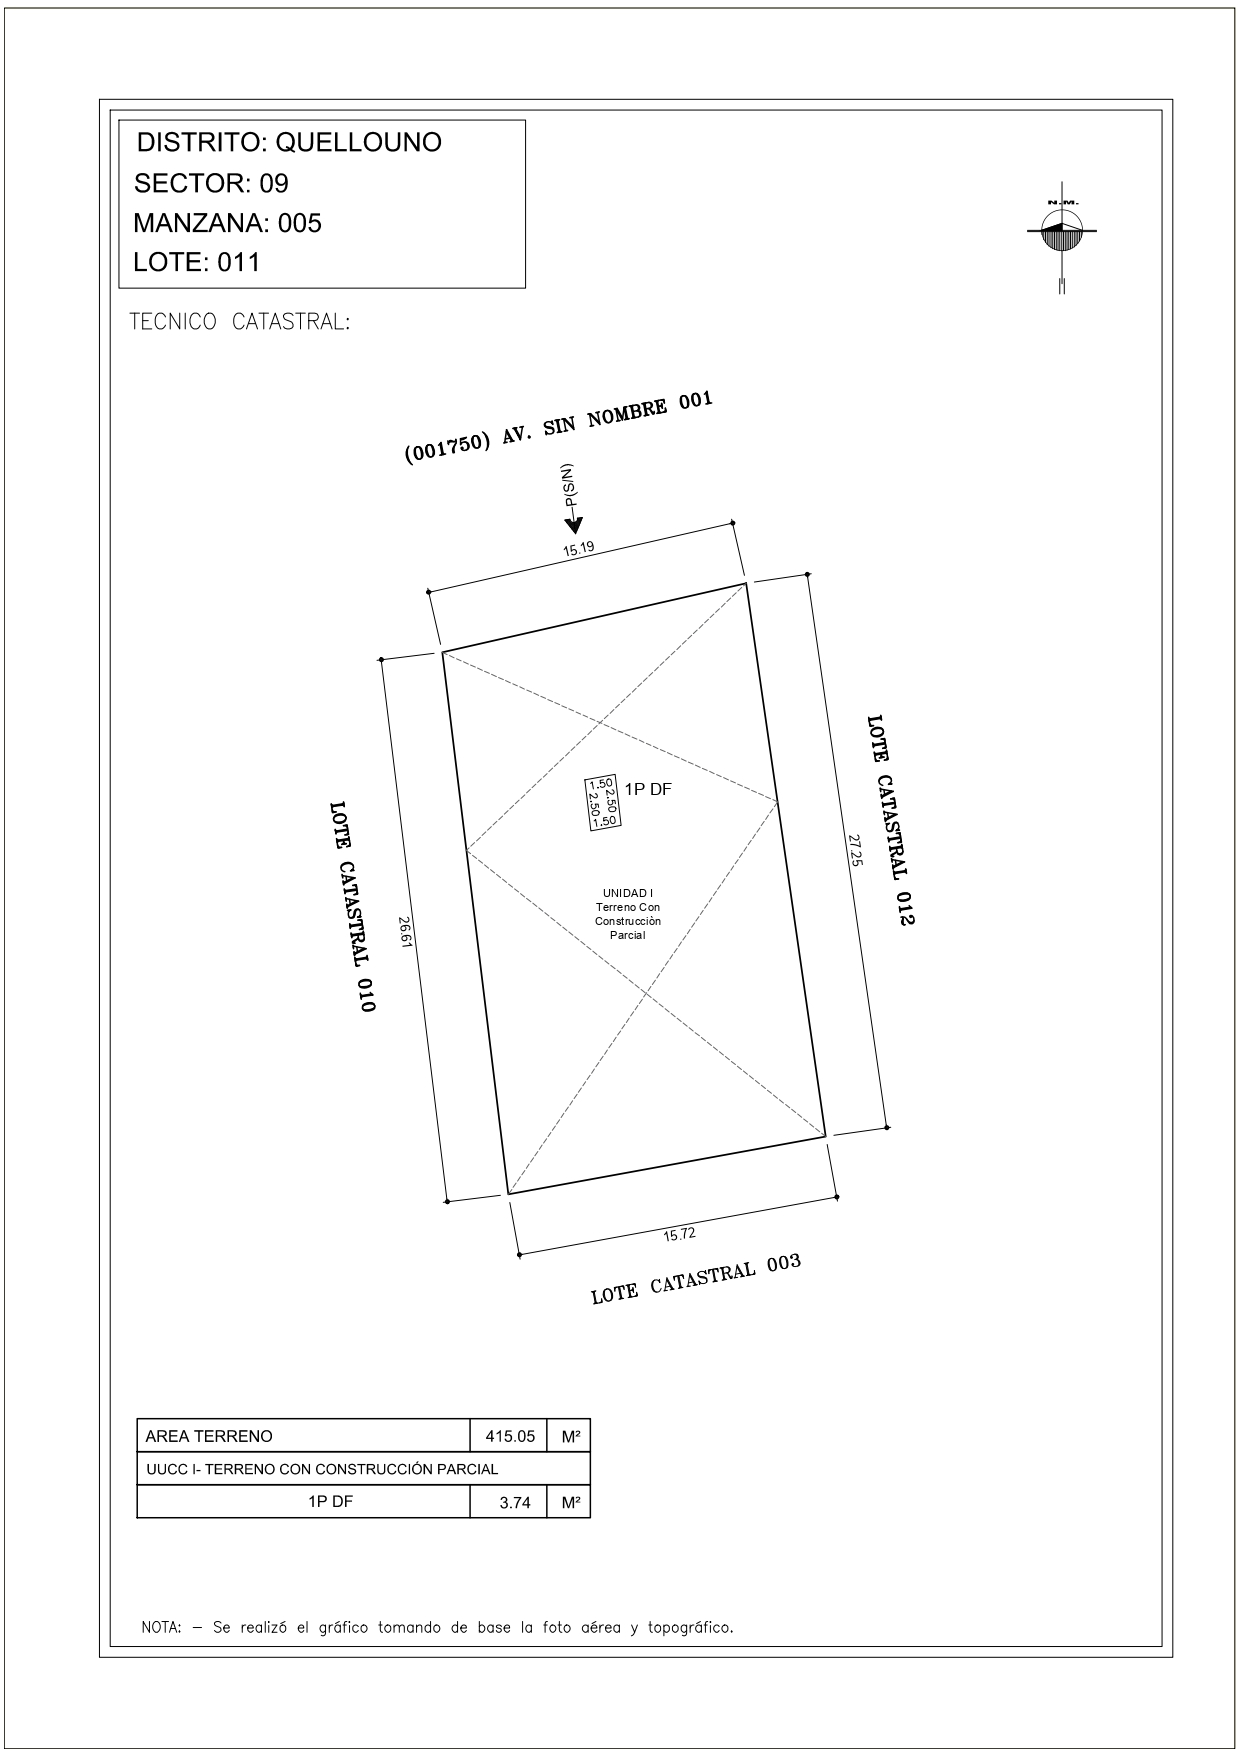 DISTRITO: QUELLOUNO
SECTOR: 09
MANZANA: 005
LOTE: 011
N.M.
TECNICO CATASTRAL:
(001750) AV. SIN NOMBRE 001
P(S/N)
15.19
LOTE CATASTRAL 012
27.25
1.50
2.50
2.50
1.50
1P DF
LOTE CATASTRAL 010
26.61
UNIDAD I
Terreno Con
Construcciòn
Parcial
15.72
LOTE CATASTRAL 003
AREA TERRENO 415.05 M²
UUCC I- TERRENO CON CONSTRUCCIÓN PARCIAL
1P DF 3.74 M²
NOTA: - Se realizó el gráfico tomando de base la foto aérea y topográfico.